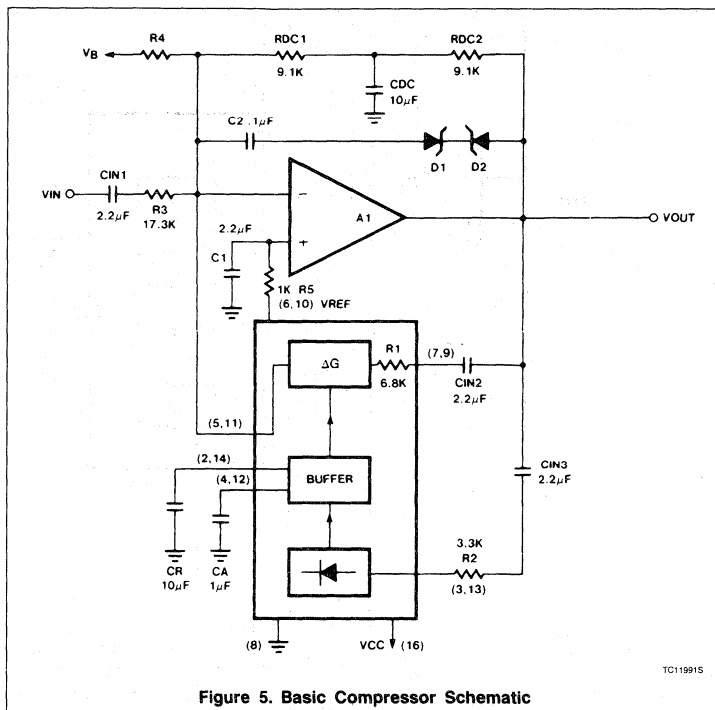 R4
RDC1
RDC2
VB
9.1K
9.1K
CDC
10µF
C2 .1µF
D1
D2
CIN1
VIN
2.2µF
R3
17.3K
−
A1
VOUT
2.2µF
+
C1
1K R5
(6,10) VREF
ΔG
R1
(7,9)
6.8K
CIN2
2.2µF
(5,11)
(2,14)
BUFFER
(4,12)
CIN3
2.2µF
3.3K
CR
CA
R2
10µF
1µF
(3,13)
(8)
VCC
(16)
TC11991S
Figure 5. Basic Compressor Schematic